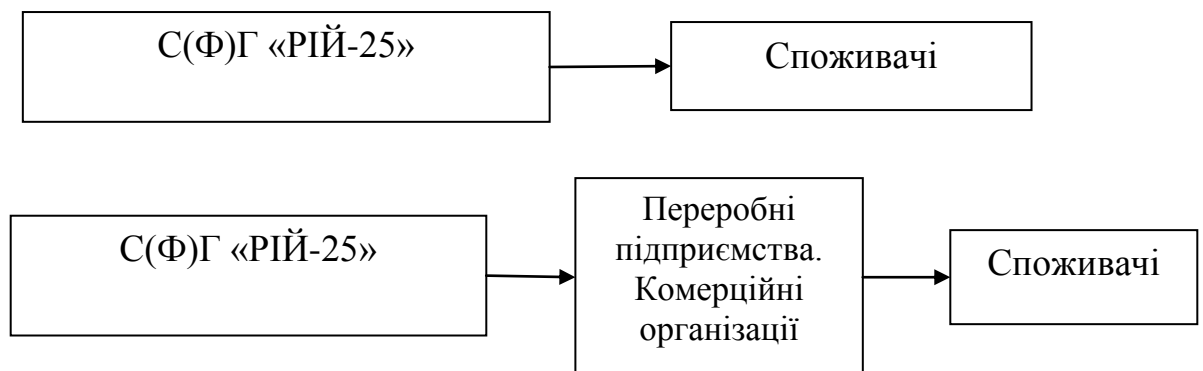 С(Ф)Г «РІЙ-25»
Споживачі
С(Ф)Г «РІЙ-25»
Переробні
підприємства.
Комерційні
організації
Споживачі